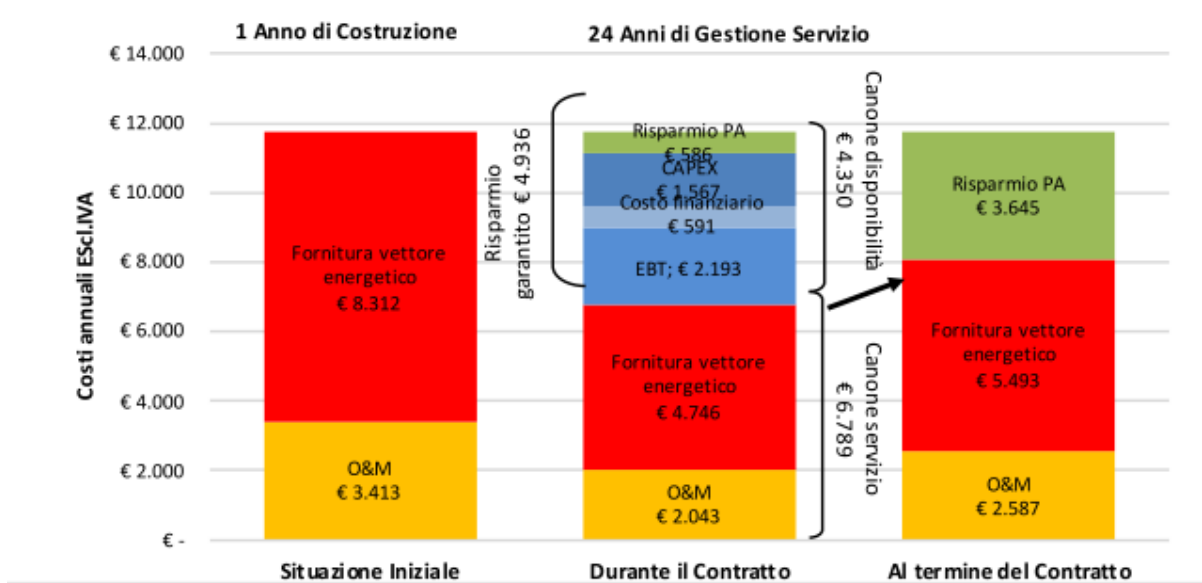 1 Anno di Costruzione
24 Anni di Gestione Servizio
Costi annuali EScl.IVA
€ 14.000
€ 12.000
€ 10.000
€ 8.000
€ 6.000
€ 4.000
€ 2.000
€ -
Fornitura vettore
energetico
€ 8.312
O&M
€ 3.413
Risparmio
garantito € 4.936
Risparmio PA
€ 586
CAPEX
€ 1.567
Costo finanziario
€ 591
EBT; € 2.193
Fornitura vettore
energetico
€ 4.746
O&M
€ 2.043
Canone disponibilità
€ 4.350
Canone servizio
€ 6.789
Risparmio PA
€ 3.645
Fornitura vettore
energetico
€ 5.493
O&M
€ 2.587
Situazione Iniziale
Durante il Contratto
Al termine del Contratto